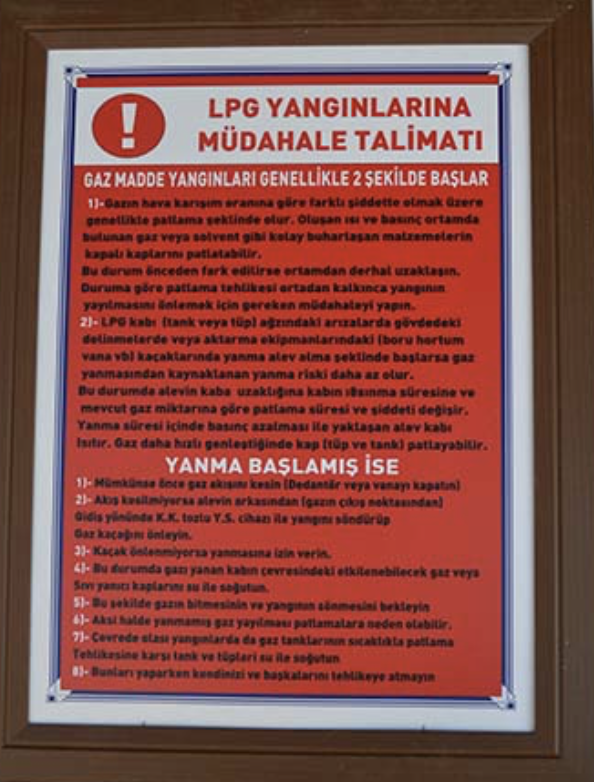 !
LPG YANGINLARINA
MÜDAHALE TALİMATI
GAZ MADDE YANGINLARI GENELLİKLE 2 ŞEKİLDE BAŞLAR
1)-Gazın hava karışım oranına göre farklı şiddette olmak üzere
genellikle patlama şeklinde olur. Oluşan ısı ve basınç ortamda
bulunan gaz veya solvent gibi kolay buharlaşan malzemelerin
kapalı kaplarını patlatabilir.
Bu durum önceden fark edilirse ortamdan derhal uzaklaşın.
Duruma göre patlama tehlikesi ortadan kalkınca yangının
yayılmasını önlemek için gereken müdahaleyi yapın.
2)- LPG kabı (tank veya tüp) ağzındaki arızalarda gövdedeki
delinmelerde veya aktarma ekipmanlarındaki (boru hortum
vana vb) kaçaklarında yanma alev alma şeklinde başlarsa gaz
yanmasından kaynaklanan yanma riski daha az olur.
Bu durumda alevin kaba uzaklığına kabın ı8sınma süresine ve
mevcut gaz miktarına göre patlama süresi ve şiddeti değişir.
Yanma süresi içinde basınç azalması ile yaklaşan alev kabı
Isıtır. Gaz daha hızlı genleştiğinde kap (tüp ve tank) patlayabilir.
YANMA BAŞLAMIŞ İSE
1)- Mümkünse önce gaz akışını kesin (Dedantör veya vanayı kapatın)
2)- Akış kesilmiyorsa alevin arkasından (gazın çıkış noktasından)
Gidiş yönünde K.K. tozlu Y.S. cihazı ile yangını söndürüp
Gaz kaçağını önleyin.
3)- Kaçak önlenmiyorsa yanmasına izin verin.
4)- Bu durumda gazı yanan kabın çevresindeki etkilenebilecek gaz veya
Sıvı yanıcı kaplarını su ile soğutun.
5)- Bu şekilde gazın bitmesinin ve yangının sönmesini bekleyin
6)- Aksi halde yanmamış gaz yayılması patlamalara neden olabilir.
7)- Çevrede olası yangınlarda da gaz tanklarının sıcaklıkla patlama
Tehlikesine karşı tank ve tüpleri su ile soğutun
8)- Bunları yaparken kendinizi ve başkalarını tehlikeye atmayın